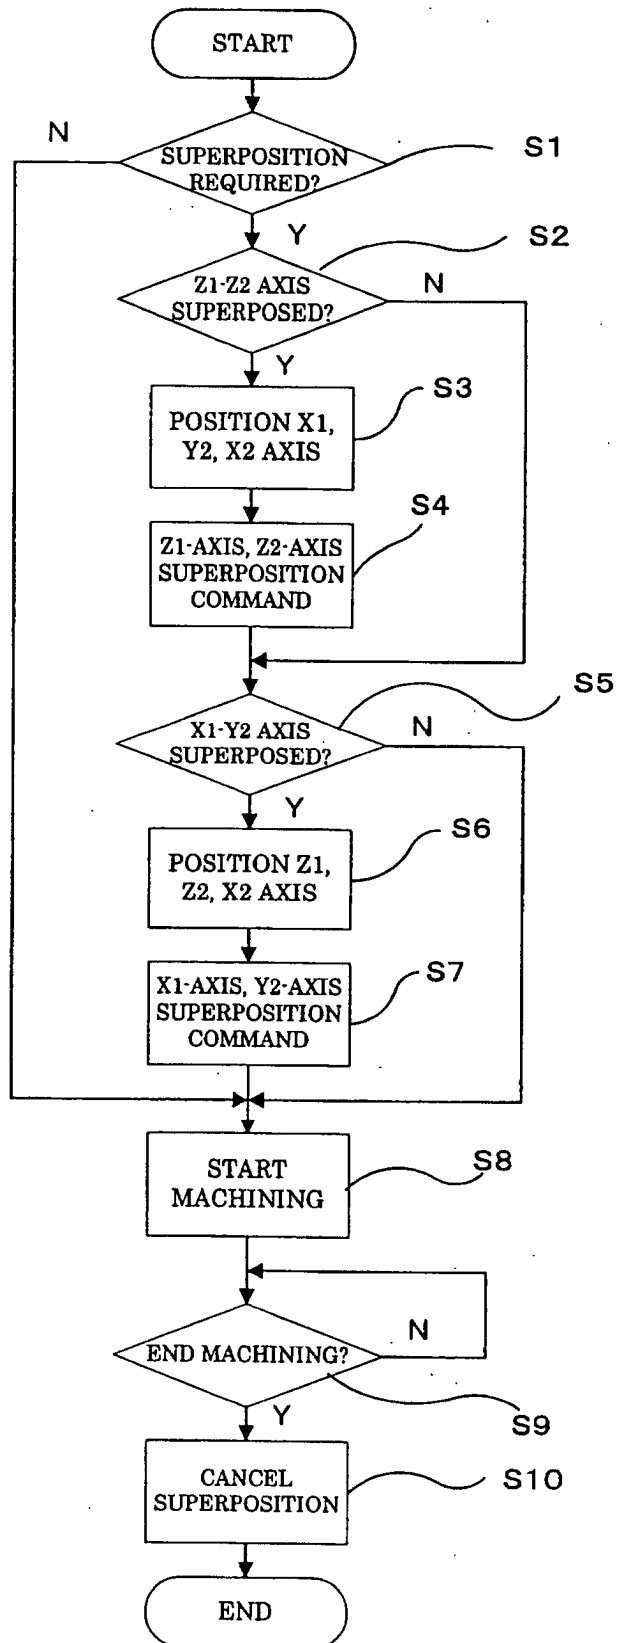 START
N
SUPERPOSITION
REQUIRED?
S1
Y
S2
Z1-Z2 AXIS
SUPERPOSED?
N
Y
S3
POSITION X1,
Y2, X2 AXIS
S4
Z1-AXIS, Z2-AXIS
SUPERPOSITION
COMMAND
S5
X1-Y2 AXIS
SUPERPOSED?
N
Y
S6
POSITION Z1,
Z2, X2 AXIS
S7
X1-AXIS, Y2-AXIS
SUPERPOSITION
COMMAND
S8
START
MACHINING
N
END MACHINING?
S9
Y
CANCEL
SUPERPOSITION
S10
END